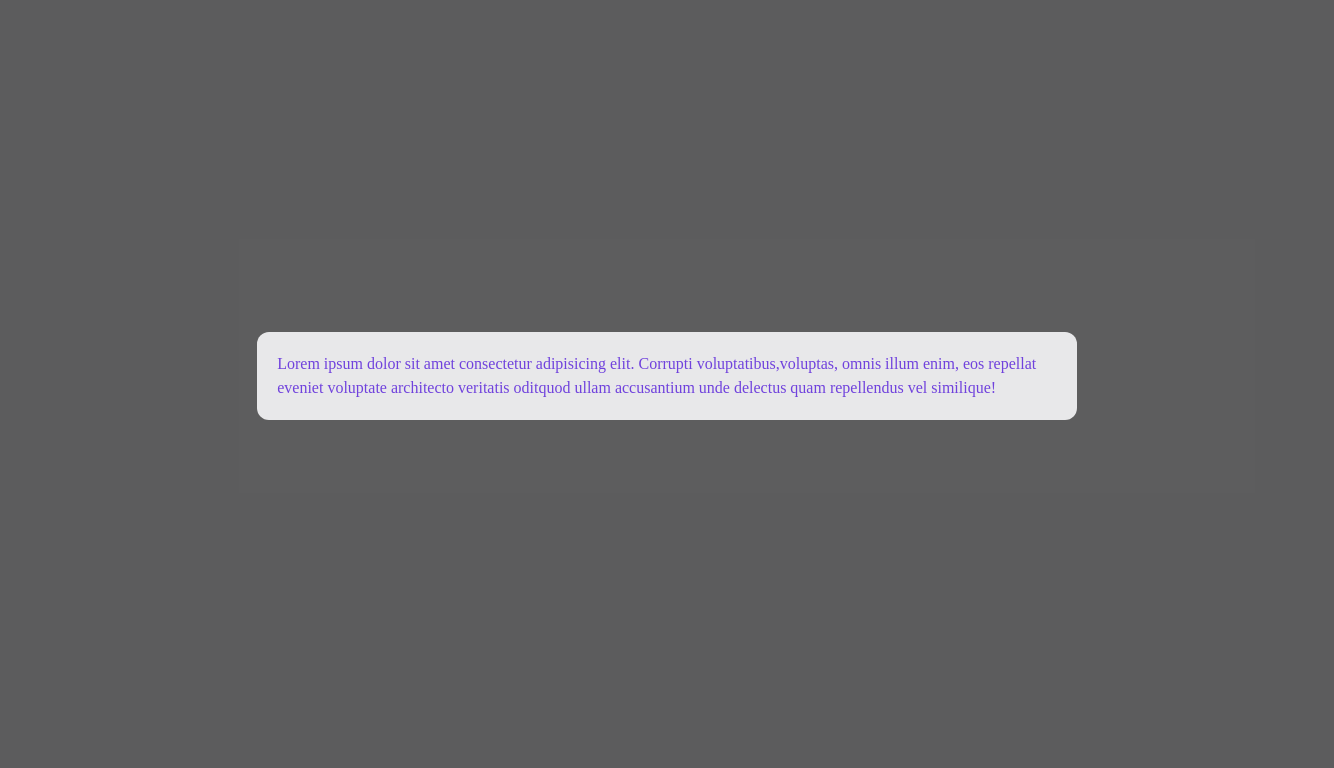 Lorem ipsum dolor sit amet consectetur adipisicing elit. Corrupti voluptatibus,voluptas, omnis illum enim, eos repellat
eveniet voluptate architecto veritatis oditquod ullam accusantium unde delectus quam repellendus vel similique!